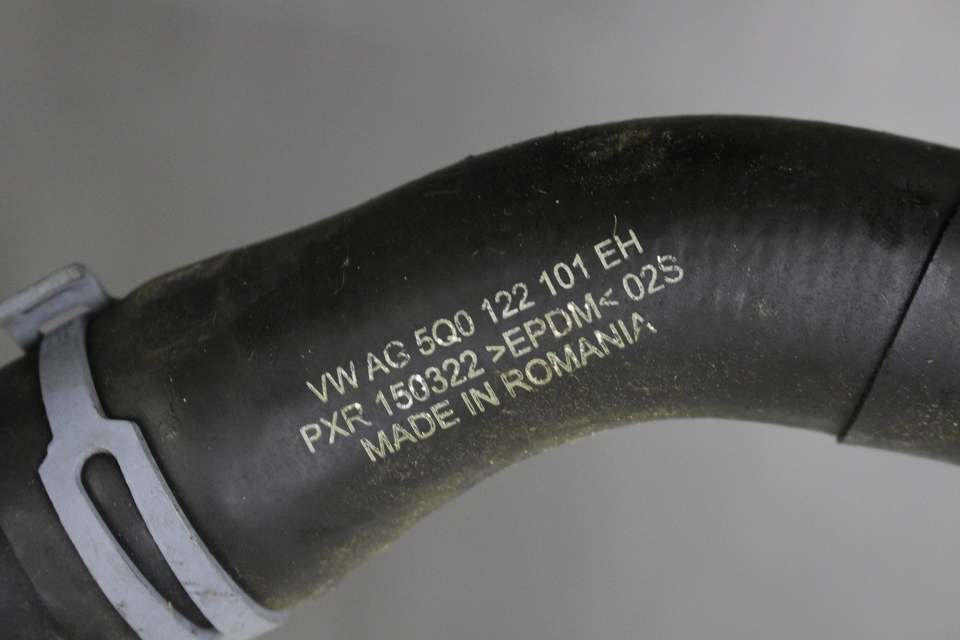 VW AG 5Q0 122 101 EH
PXR 150322 >EPDM< 02S
MADE IN ROMANIA